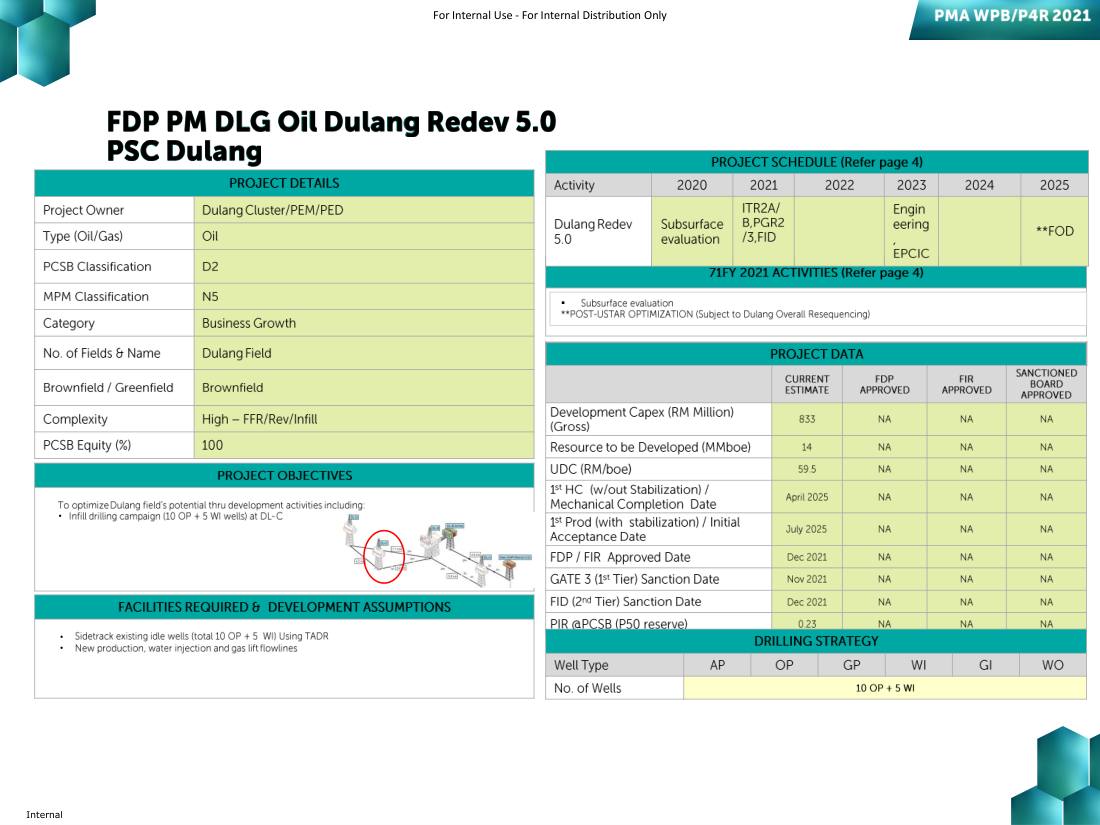 For Internal Use - For Internal Distribution Only
PMA WPB/P4R 2021
FDP PM DLG Oil Dulang Redev 5.0
PSC Dulang
PROJECT DETAILS
Project Owner Dulang Cluster/PEM/PED
Type (Oil/Gas) Oil
PCSB Classification D2
MPM Classification N5
Category Business Growth
No. of Fields & Name Dulang Field
Brownfield / Greenfield Brownfield
Complexity High – FFR/Rev/Infill
PCSB Equity (%) 100
PROJECT OBJECTIVES
To optimize Dulang field's potential thru development activities including:
• Infill drilling campaign (10 OP + 5 WI wells) at DL-C
FACILITIES REQUIRED & DEVELOPMENT ASSUMPTIONS
• Sidetrack existing idle wells (total 10 OP + 5 WI) Using TADR
• New production, water injection and gas lift flowlines
PROJECT SCHEDULE (Refer page 4)
Activity 2020 2021 2022 2023 2024 2025
Dulang Redev
5.0
Subsurface
evaluation
ITR2A/
B,PGR2
/3,FID
Engin
eering
,
EPCIC
**FOD
71FY 2021 ACTIVITIES (Refer page 4)
• Subsurface evaluation
**POST-USTAR OPTIMIZATION (Subject to Dulang Overall Resequencing)
PROJECT DATA
CURRENT
ESTIMATE
FDP
APPROVED
FIR
APPROVED
SANCTIONED
BOARD
APPROVED
Development Capex (RM Million)
(Gross)
833 NA NA NA
Resource to be Developed (MMboe) 14 NA NA NA
UDC (RM/boe) 59.5 NA NA NA
1st HC (w/out Stabilization) /
Mechanical Completion Date
April 2025 NA NA NA
1st Prod (with stabilization) / Initial
Acceptance Date
July 2025 NA NA NA
FDP / FIR Approved Date Dec 2021 NA NA NA
GATE 3 (1st Tier) Sanction Date Nov 2021 NA NA NA
FID (2nd Tier) Sanction Date Dec 2021 NA NA NA
PIR @PCSB (P50 reserve) 0.23 NA NA NA
DRILLING STRATEGY
Well Type AP OP GP WI GI WO
No. of Wells 10 OP + 5 WI
Internal